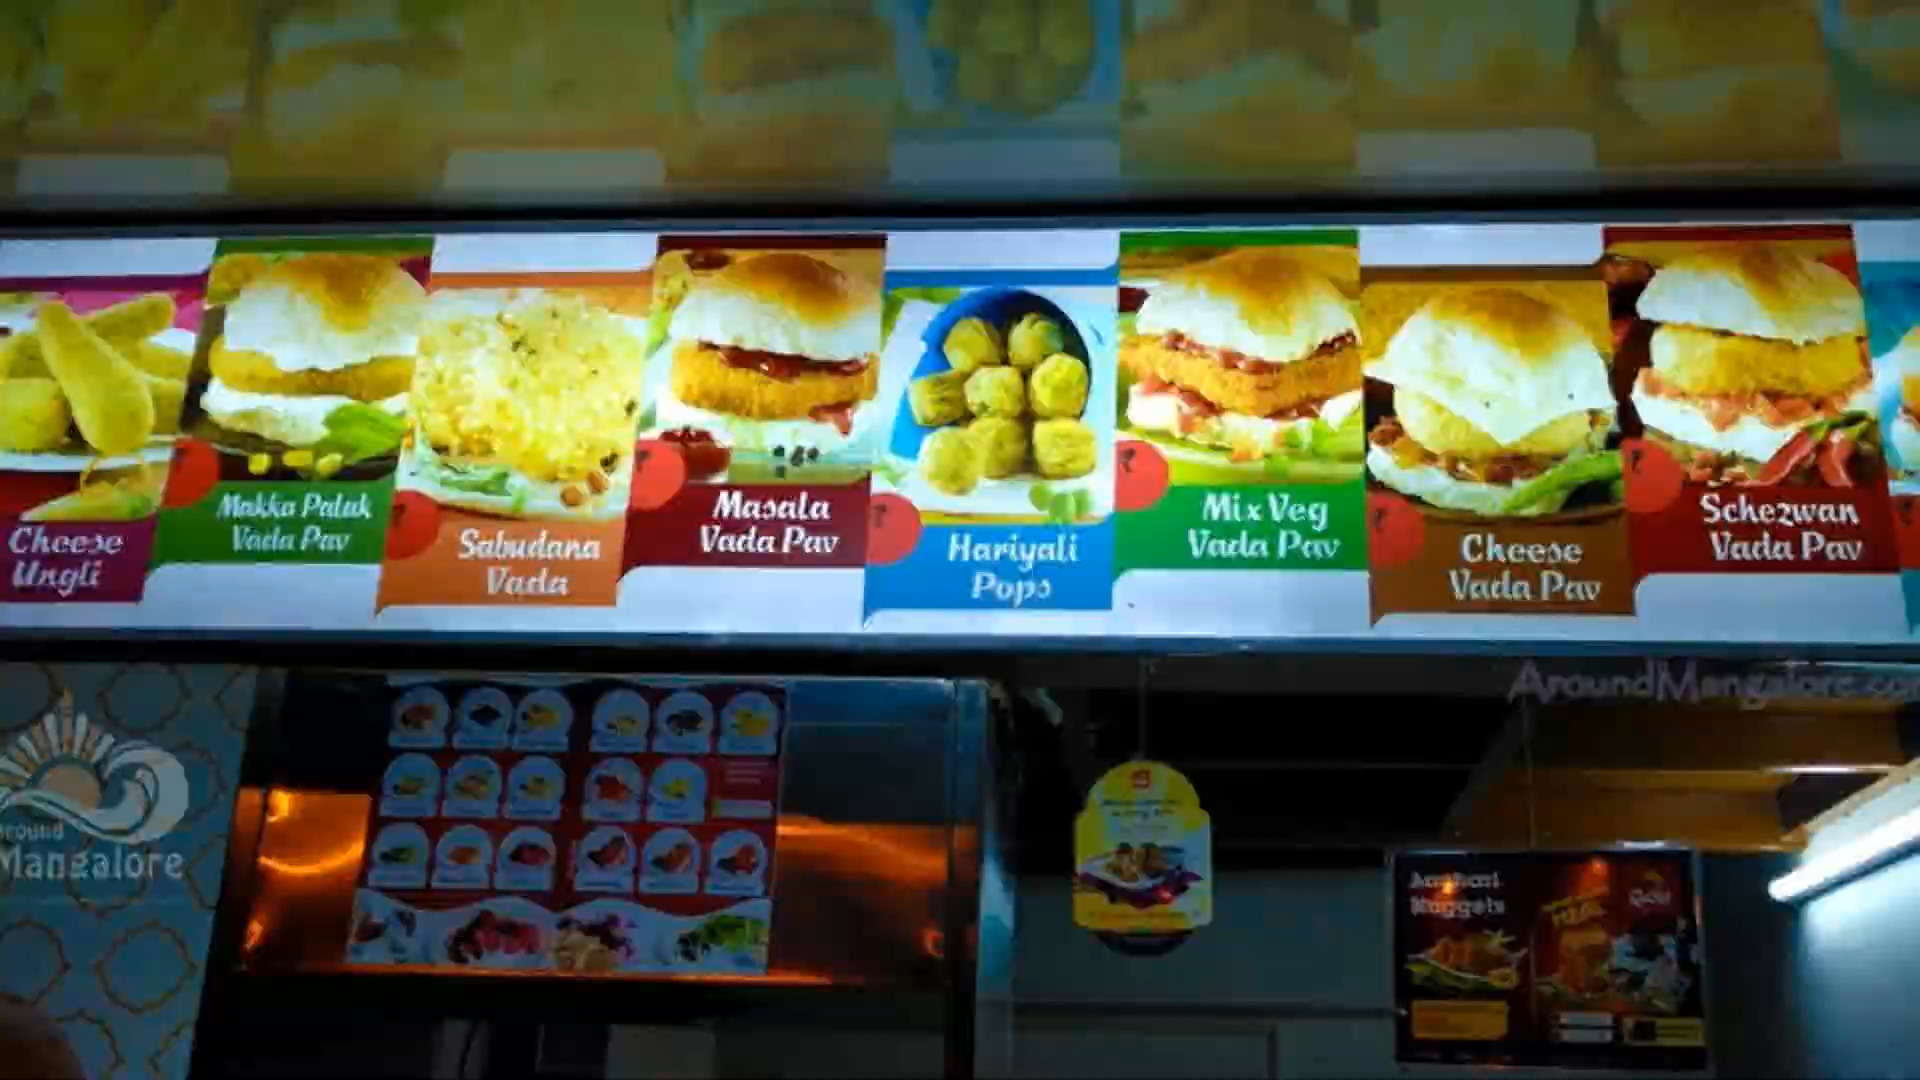 Cheese
Ungli
Makka Palak
Vada Pav
Sabudana
Vada
Masala
Vada Pav
Hariyali
Pops
Mix Veg
Vada Pav
Cheese
Vada Pav
Schezwan
Vada Pav
AroundMangalore.com
around
Mangalore
Nuggets